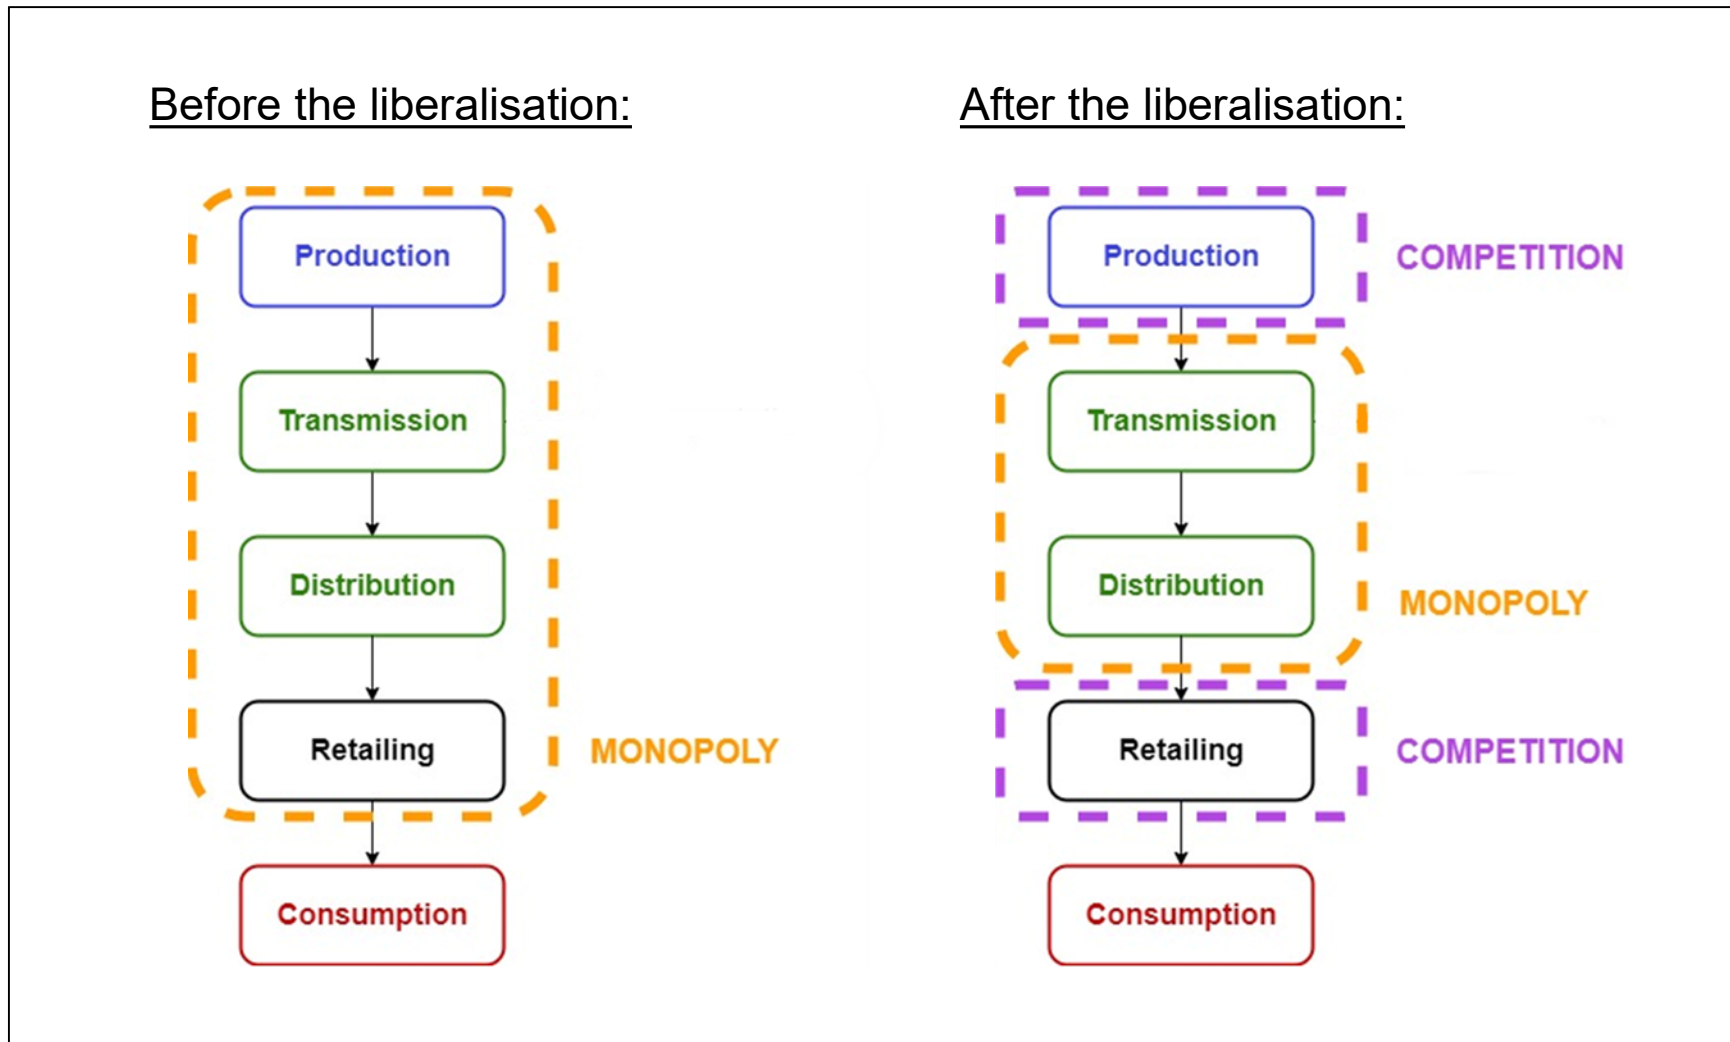 Before the liberalisation:
Production
Transmission
Distribution
Retailing
MONOPOLY
Consumption
After the liberalisation:
Production
COMPETITION
Transmission
Distribution
MONOPOLY
Retailing
COMPETITION
Consumption